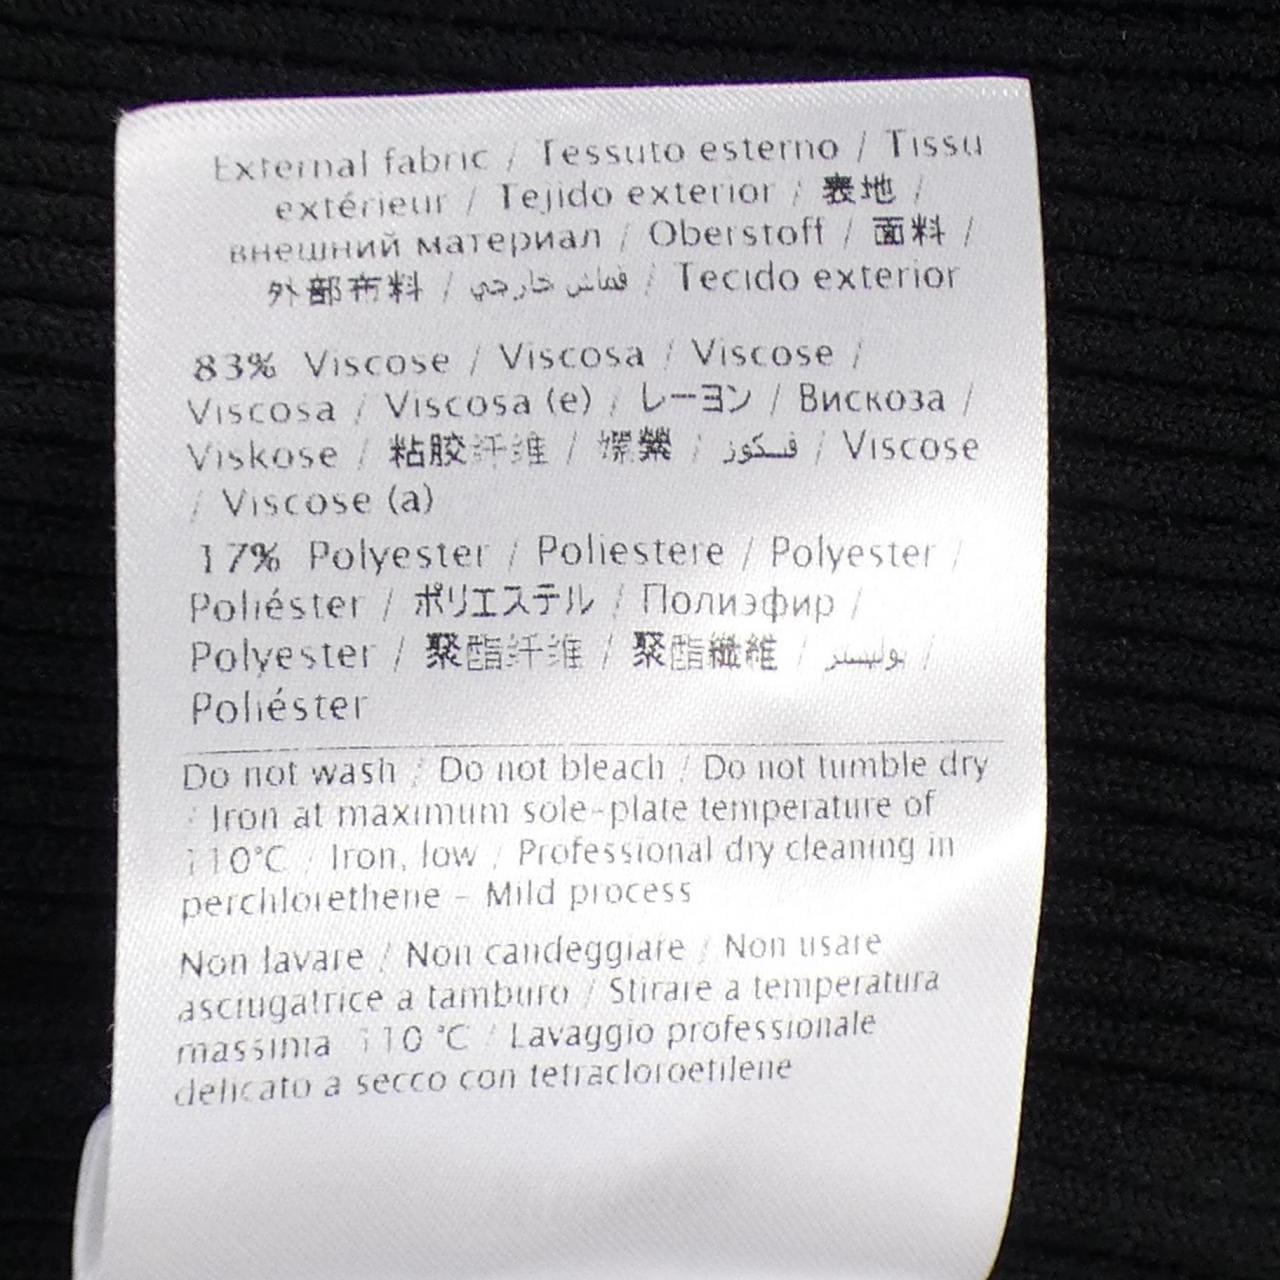 External fabric / Tessuto esterno / Tissu
extérieur / Tejido exterior / 表地 /
внешний материал / Oberstoff / 面料 /
外部布料 / قماش خارجي / Tecido exterior
83% Viscose / Viscosa / Viscose /
Viscosa / Viscosa (e) / レーヨン / Вискоза /
Viskose / 粘胶纤维 / 嫘縈 / فسكوز / Viscose
/ Viscose (a)
17% Polyester / Poliestere / Polyester /
Poliéster / ポリエステル / Полиэфир /
Polyester / 聚酯纤维 / 聚酯纖維 / بوليستر /
Poliéster
Do not wash / Do not bleach / Do not tumble dry
/ Iron at maximum sole-plate temperature of
110°C / Iron, low / Professional dry cleaning in
perchlorethene - Mild process
Non lavare / Non candeggiare / Non usare
asciugatrice a tamburo / Stirare a temperatura
massima 110 °C / Lavaggio professionale
delicato a secco con tetracloroetilene